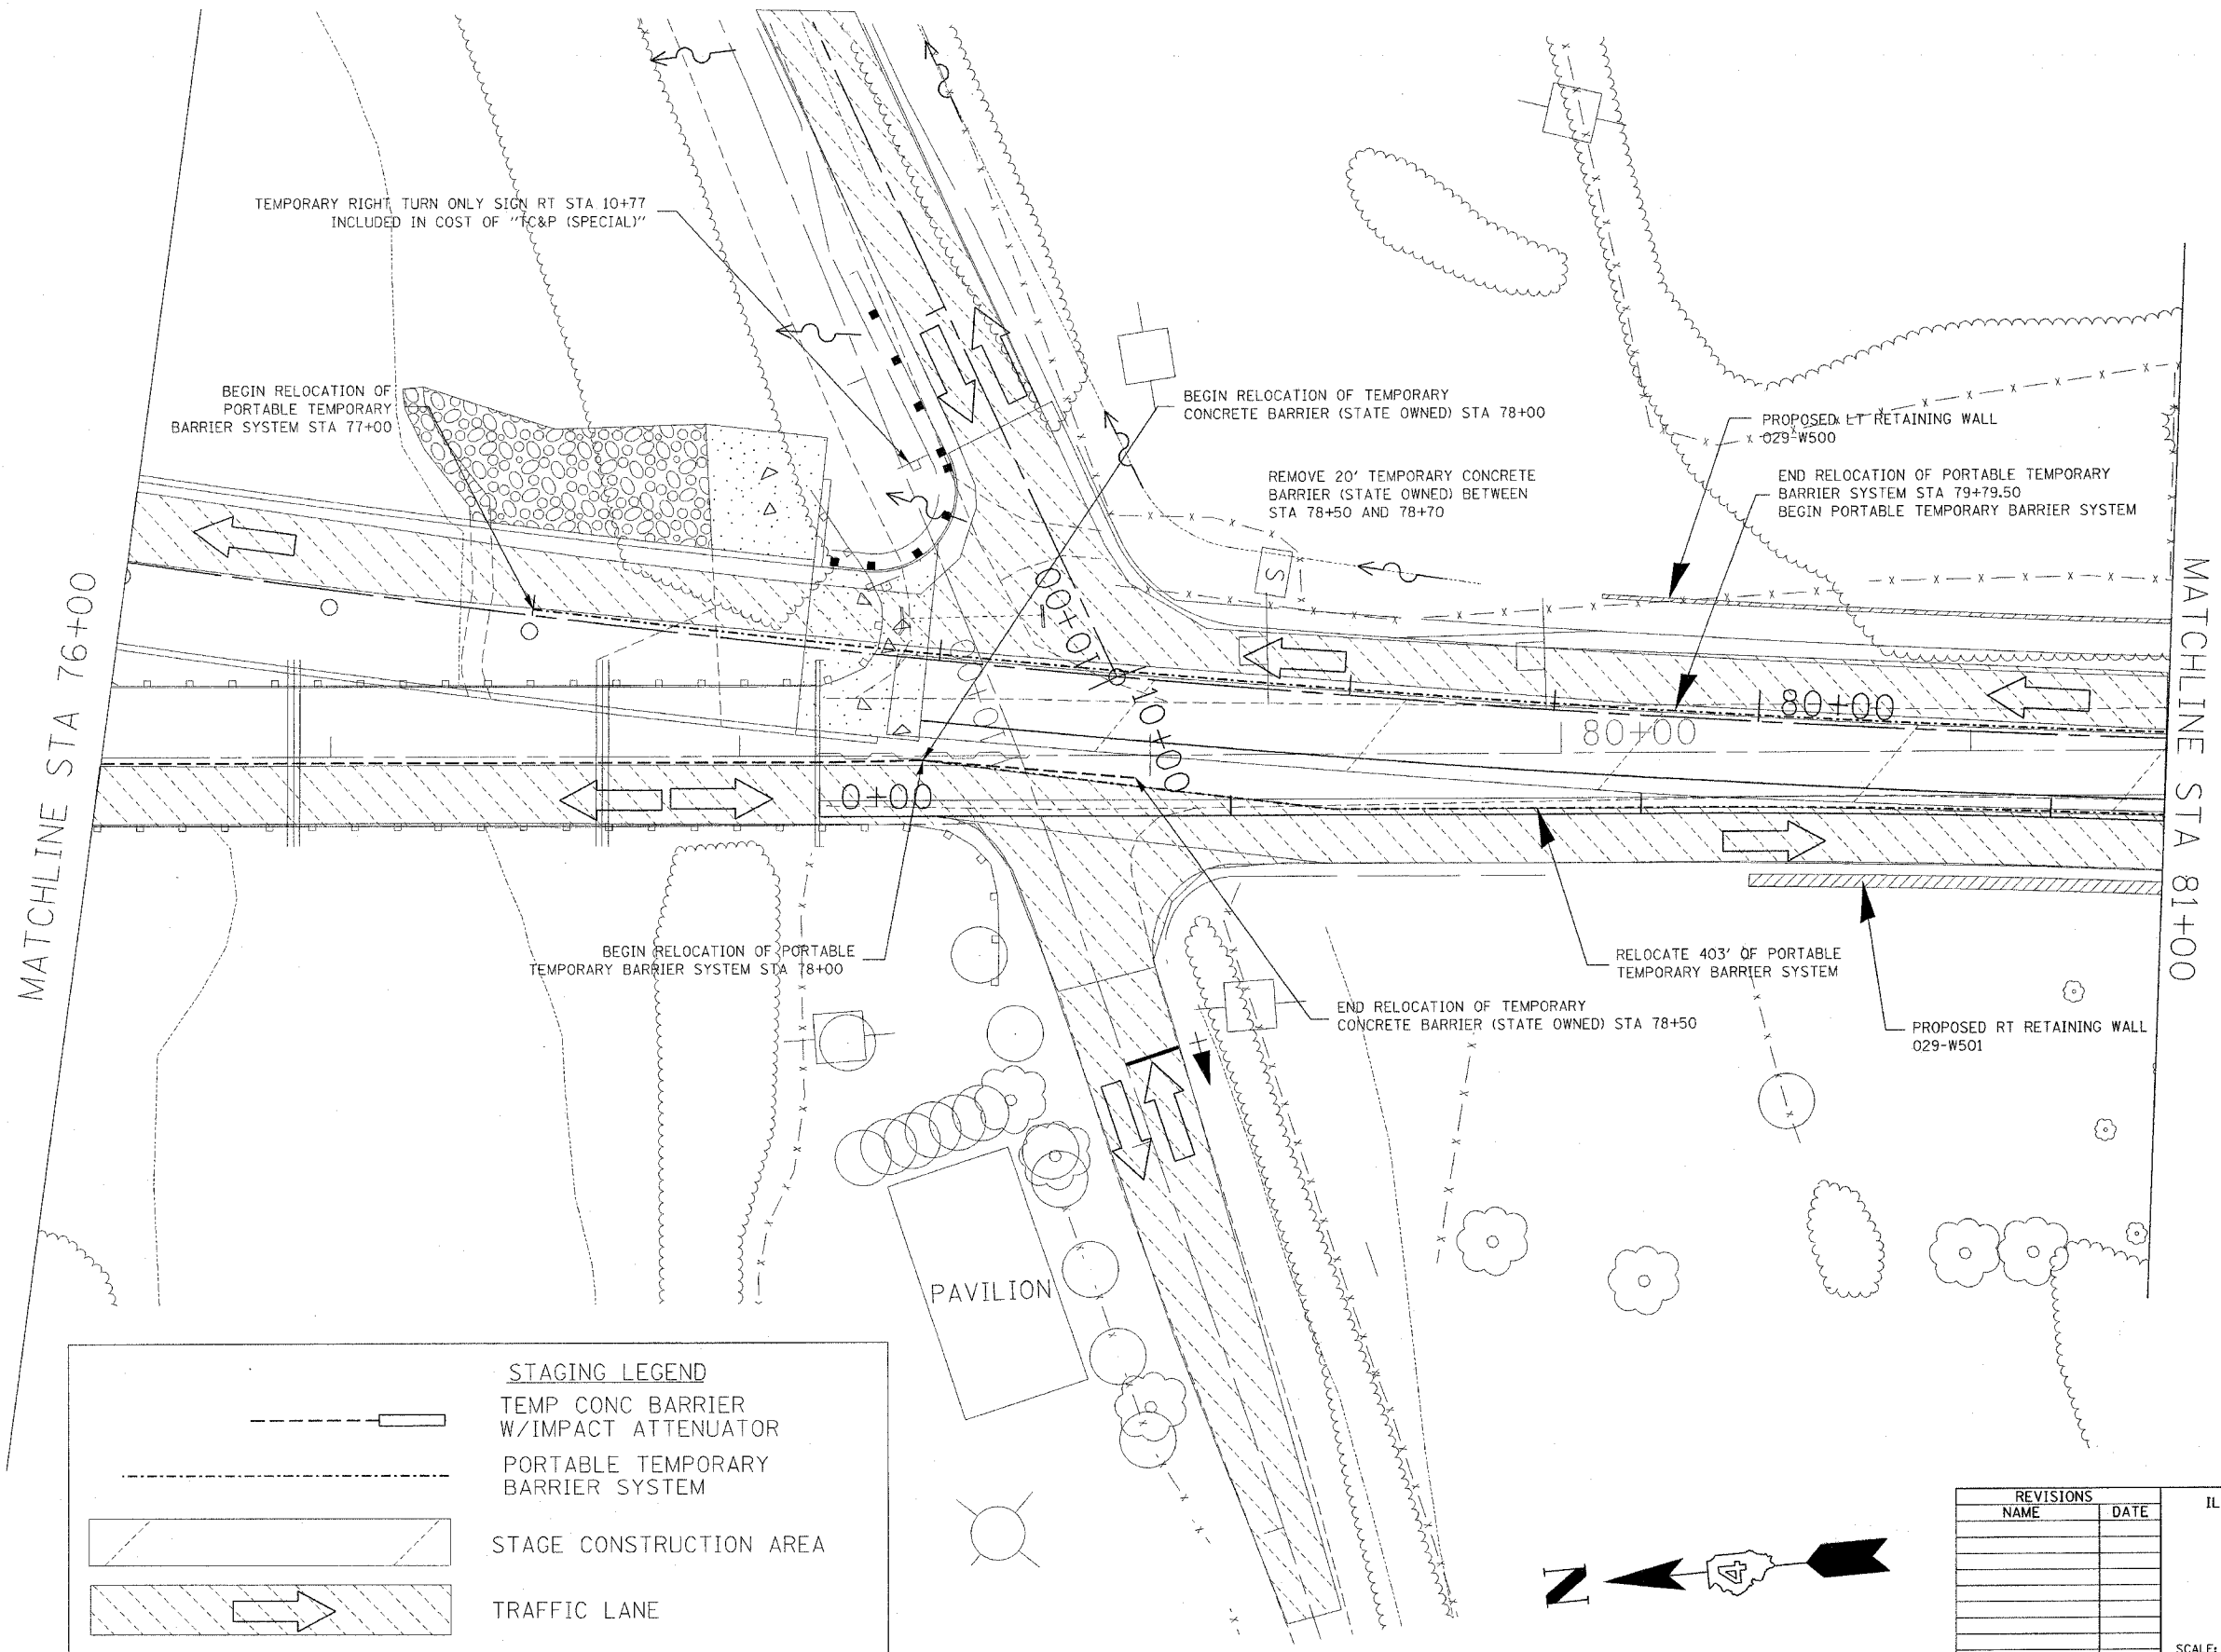 TEMPORARY RIGHT TURN ONLY SIGN RT STA 10+77
INCLUDED IN COST OF "TC&P (SPECIAL)"
BEGIN RELOCATION OF
PORTABLE TEMPORARY
BARRIER SYSTEM STA 77+00
BEGIN RELOCATION OF TEMPORARY
CONCRETE BARRIER (STATE OWNED) STA 78+00
REMOVE 20' TEMPORARY CONCRETE
BARRIER (STATE OWNED) BETWEEN
STA 78+50 AND 78+70
PROPOSED LT RETAINING WALL
029-W500
END RELOCATION OF PORTABLE TEMPORARY
BARRIER SYSTEM STA 79+79.50
BEGIN PORTABLE TEMPORARY BARRIER SYSTEM
MATCHLINE STA 76+00
MATCHLINE STA 81+00
S
10+00
80+00
80+00
10+00
0+00
BEGIN RELOCATION OF PORTABLE
TEMPORARY BARRIER SYSTEM STA 78+00
RELOCATE 403' OF PORTABLE
TEMPORARY BARRIER SYSTEM
END RELOCATION OF TEMPORARY
CONCRETE BARRIER (STATE OWNED) STA 78+50
PROPOSED RT RETAINING WALL
029-W501
PAVILION
STAGING LEGEND
TEMP CONC BARRIER
W/IMPACT ATTENUATOR
PORTABLE TEMPORARY
BARRIER SYSTEM
STAGE CONSTRUCTION AREA
TRAFFIC LANE
N
4
REVISIONS
NAME DATE
IL
SCALE: